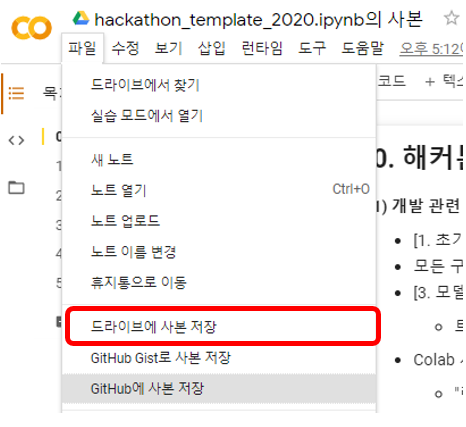 hackathon_template_2020.ipynb의 사본
파일 수정 보기 삽입 런타임 도구 도움말 오후 5:12
드라이브에서 찾기
실습 모드에서 열기
새 노트
노트 열기 Ctrl+O
노트 업로드
노트 이름 변경
휴지통으로 이동
드라이브에 사본 저장
GitHub Gist로 사본 저장
GitHub에 사본 저장
코드 + 텍
0. 해커
1) 개발 관련
[1. 초기
모든 구
[3. 모델
Colab